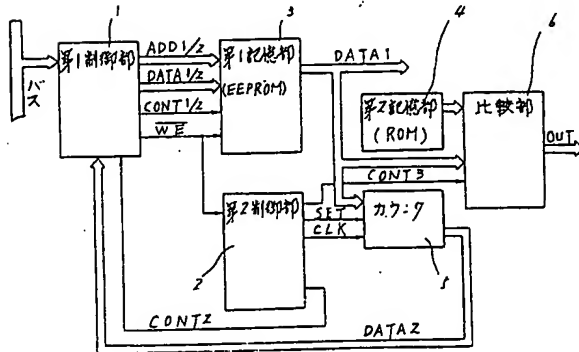 1
3
4
6
バス
第1制御部
ADD1/2
DATA1/2
CONT1/2
WE
第1記憶部
(EEPROM)
DATA1
第2記憶部
(ROM)
比較部
OUT
CONT3
第2制御部
2
SET
CLK
カウンタ
5
CONT2
DATA2